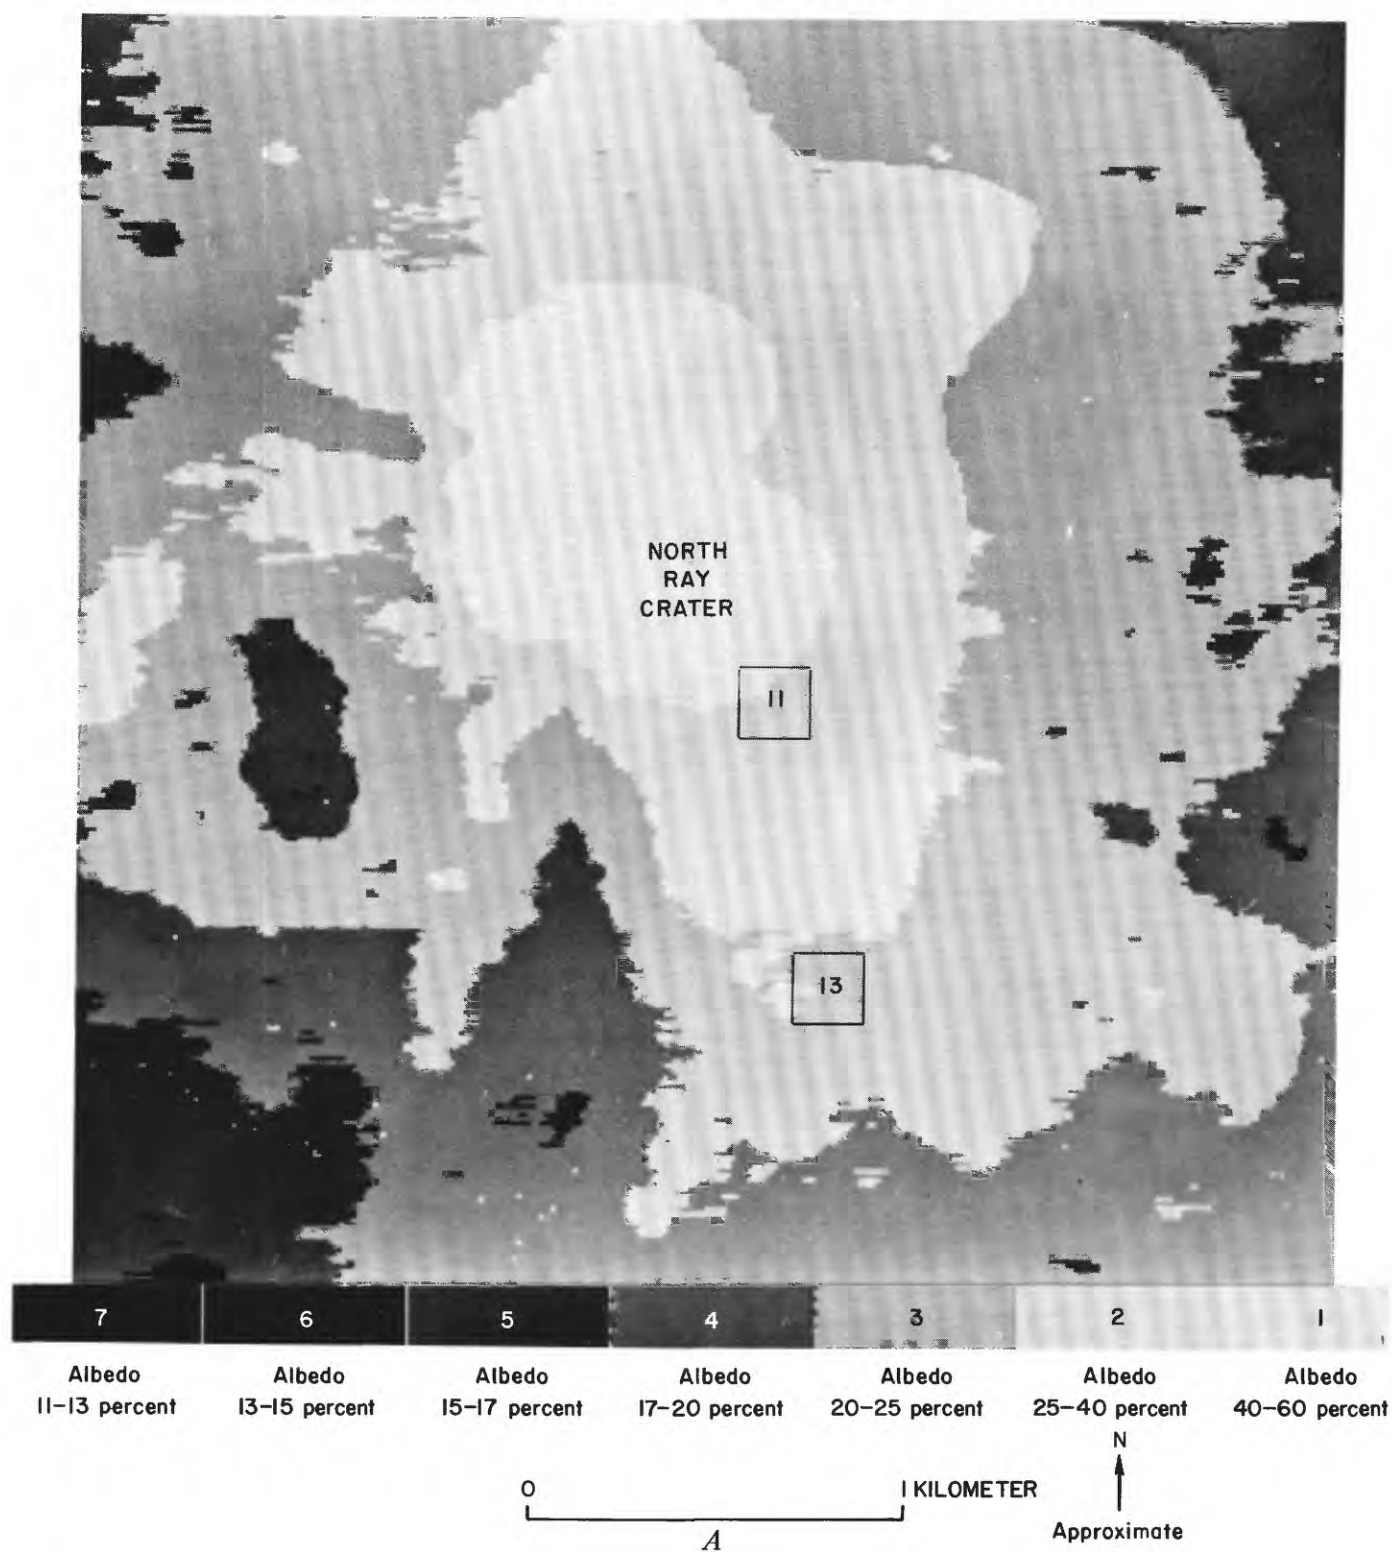 NORTH
RAY
CRATER
11
13
7 6 5 4 3 2 1
Albedo Albedo Albedo Albedo Albedo Albedo Albedo
11-13 percent 13-15 percent 15-17 percent 17-20 percent 20-25 percent 25-40 percent 40-60 percent
N
0 1 KILOMETER
Approximate
A